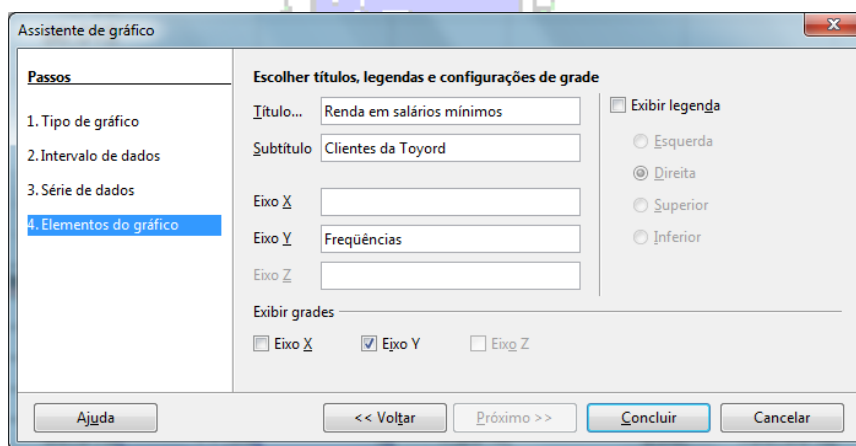 Assistente de gráfico
Passos
1. Tipo de gráfico
2. Intervalo de dados
3. Série de dados
4. Elementos do gráfico
Escolher títulos, legendas e configurações de grade
Título... Renda em salários mínimos
Subtítulo Clientes da Toyord
Eixo X
Eixo Y Freqüências
Eixo Z
Exibir legenda
Esquerda
Direita
Superior
Inferior
Exibir grades
Eixo X Eixo Y Eixo Z
Ajuda << Voltar Próximo >> Concluir Cancelar